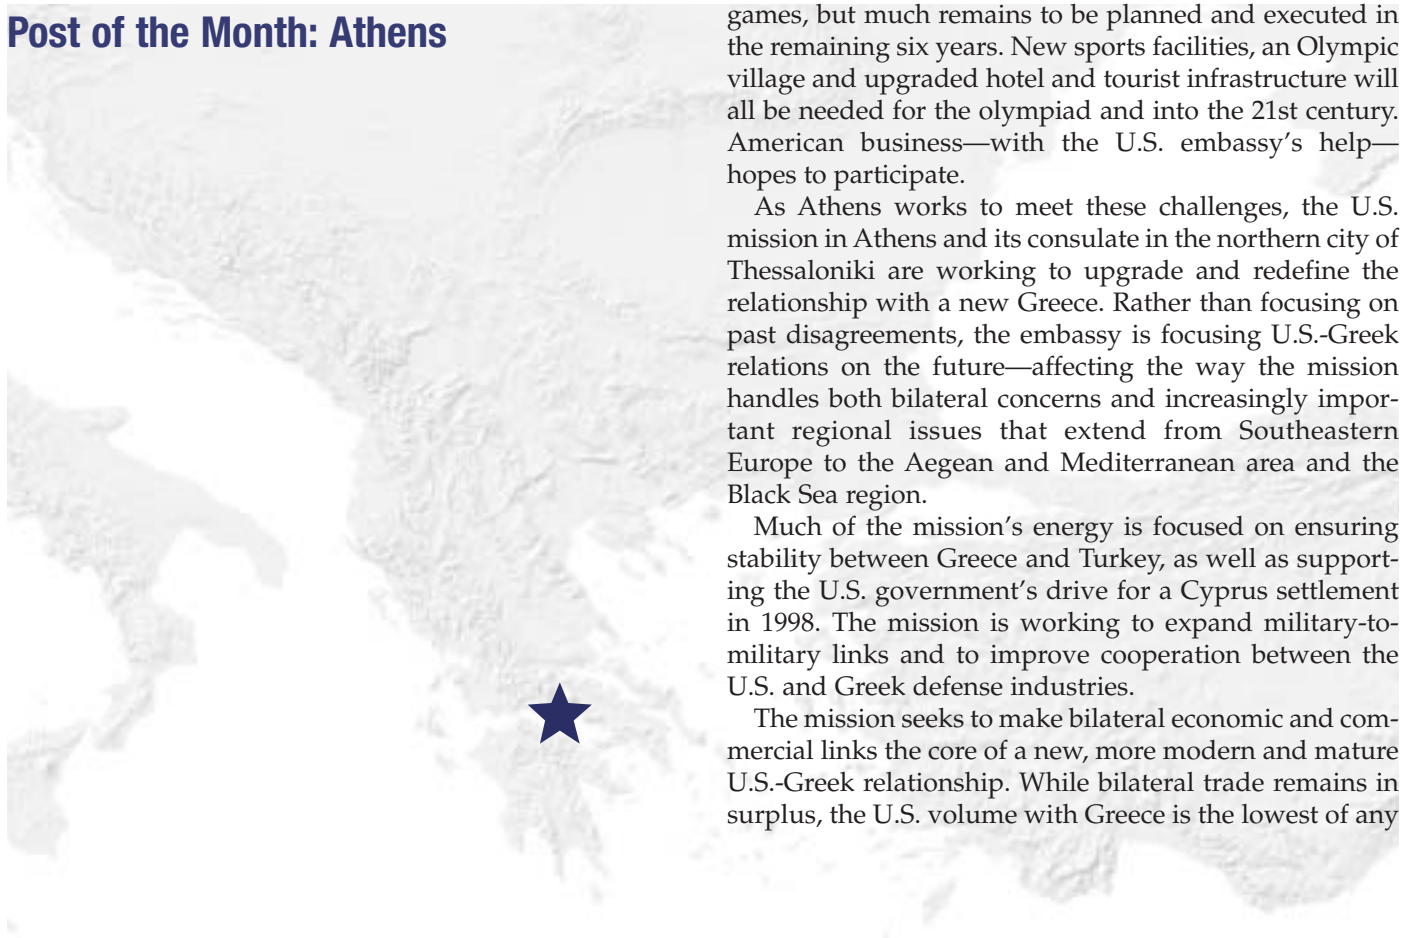 Post of the Month: Athens
games, but much remains to be planned and executed in
the remaining six years. New sports facilities, an Olympic
village and upgraded hotel and tourist infrastructure will
all be needed for the olympiad and into the 21st century.
American business—with the U.S. embassy's help—
hopes to participate.
As Athens works to meet these challenges, the U.S.
mission in Athens and its consulate in the northern city of
Thessaloniki are working to upgrade and redefine the
relationship with a new Greece. Rather than focusing on
past disagreements, the embassy is focusing U.S.-Greek
relations on the future—affecting the way the mission
handles both bilateral concerns and increasingly impor-
tant regional issues that extend from Southeastern
Europe to the Aegean and Mediterranean area and the
Black Sea region.
Much of the mission's energy is focused on ensuring
stability between Greece and Turkey, as well as support-
ing the U.S. government's drive for a Cyprus settlement
in 1998. The mission is working to expand military-to-
military links and to improve cooperation between the
U.S. and Greek defense industries.
The mission seeks to make bilateral economic and com-
mercial links the core of a new, more modern and mature
U.S.-Greek relationship. While bilateral trade remains in
surplus, the U.S. volume with Greece is the lowest of any